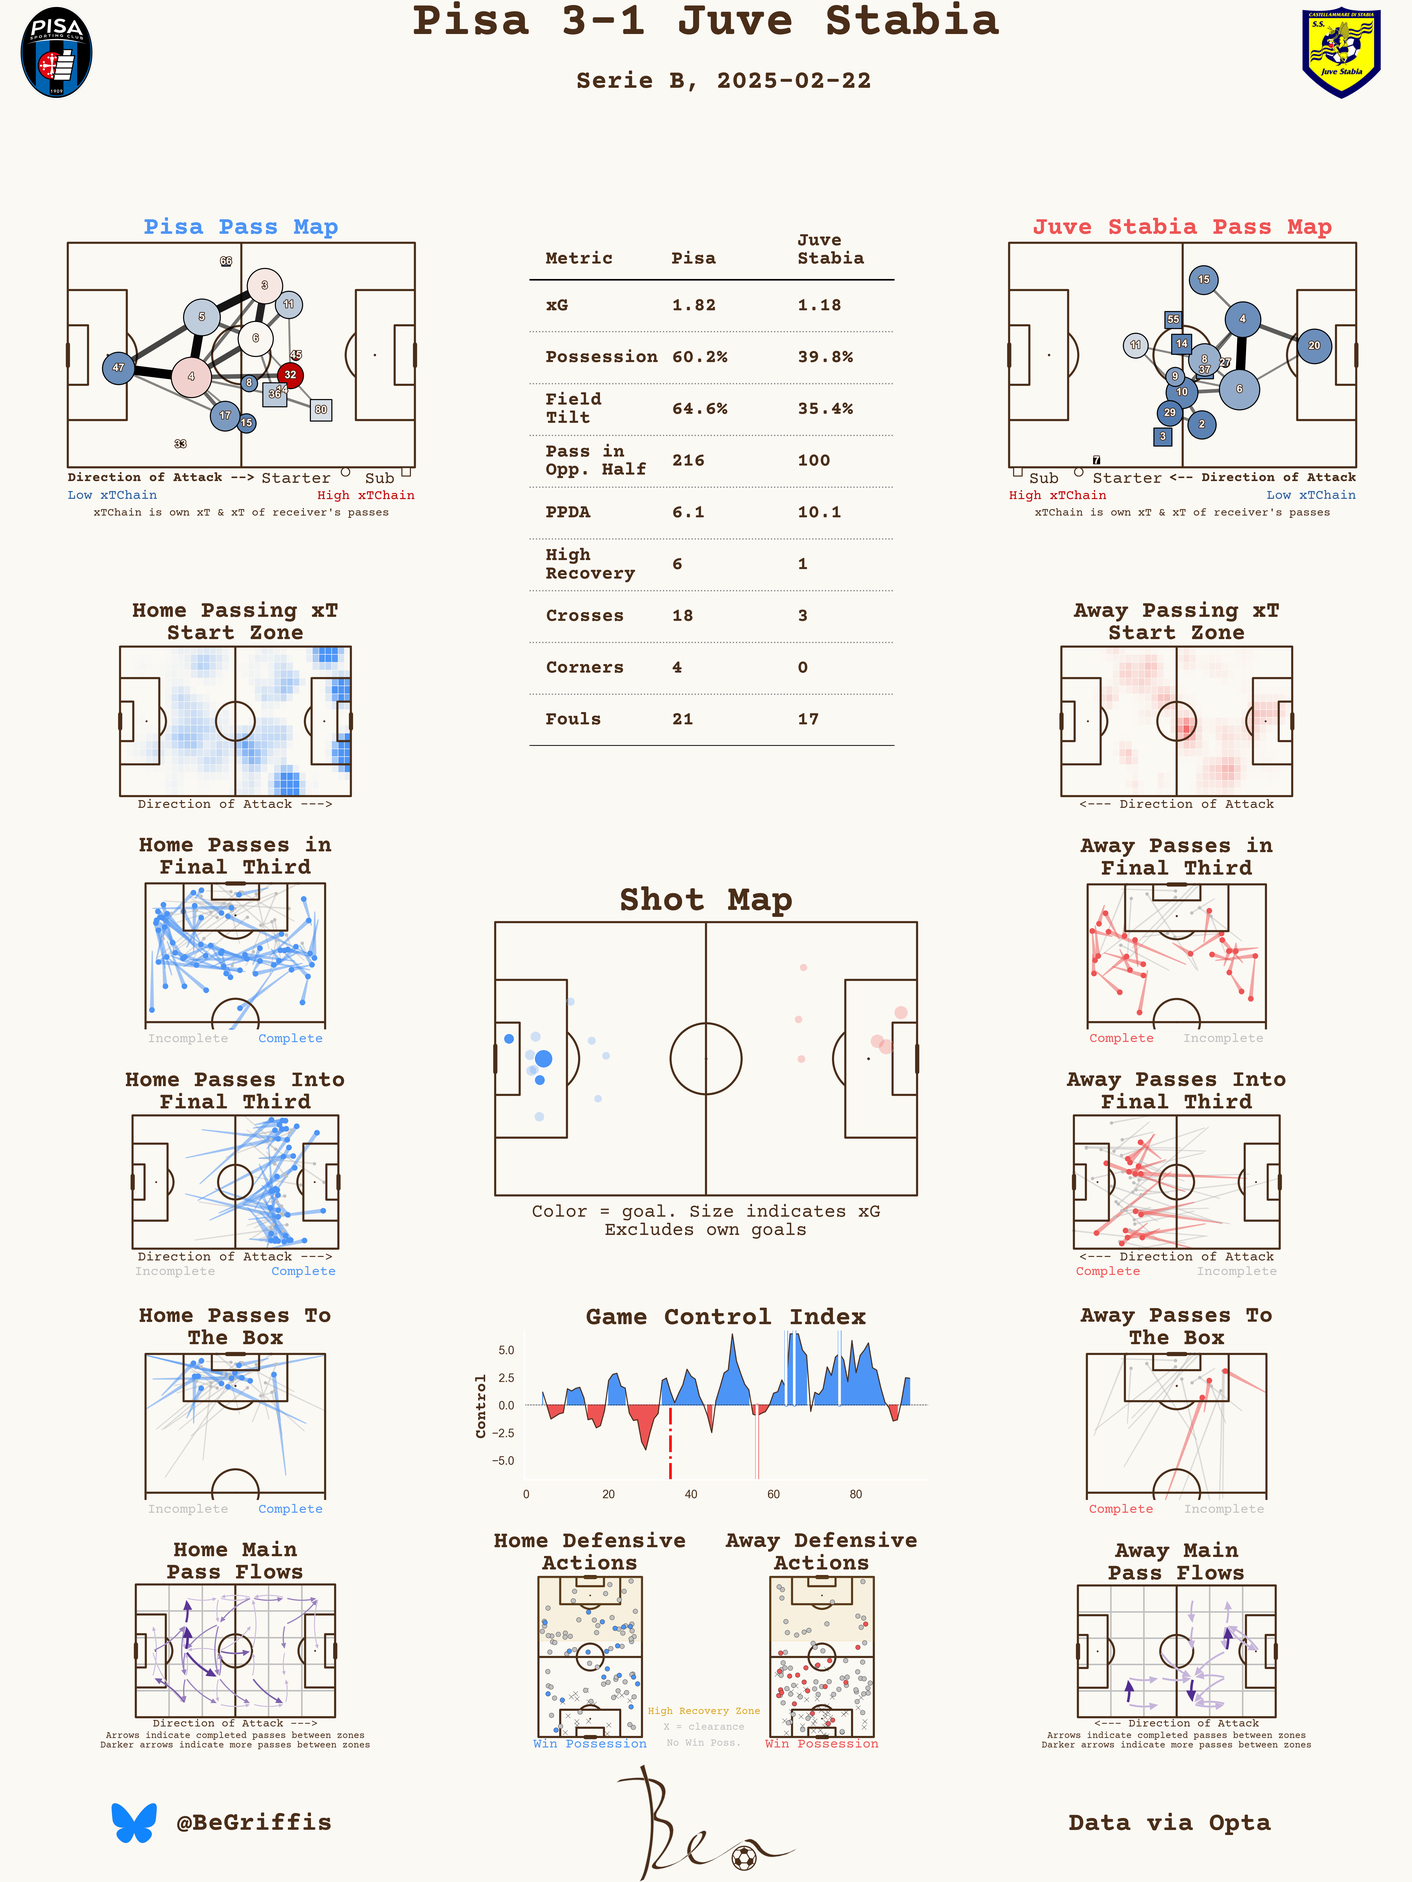 Pisa 3-1 Juve Stabia
Serie B, 2025-02-22
PISA
SPORTING CLUB
1909
CASTELLAMMARE DI STABIA
S.S.
Juve Stabia
Pisa Pass Map
66
3
11
5
6
45
47
4
32
8
14
36
80
17
15
33
Direction of Attack --> Starter Sub
Low xTChain High xTChain
xTChain is own xT & xT of receiver's passes
Metric Pisa Juve Stabia
xG 1.82 1.18
Possession 60.2% 39.8%
Field Tilt 64.6% 35.4%
Pass in Opp. Half 216 100
PPDA 6.1 10.1
High Recovery 6 1
Crosses 18 3
Corners 4 0
Fouls 21 17
Juve Stabia Pass Map
15
55
4
11
14
20
8
27
37
9
10
6
29
2
3
7
Sub Starter <-- Direction of Attack
High xTChain Low xTChain
xTChain is own xT & xT of receiver's passes
Home Passing xT
Start Zone
Direction of Attack --->
Away Passing xT
Start Zone
<--- Direction of Attack
Home Passes in
Final Third
Incomplete Complete
Away Passes in
Final Third
Complete Incomplete
Shot Map
Color = goal. Size indicates xG
Excludes own goals
Home Passes Into
Final Third
Direction of Attack --->
Incomplete Complete
Away Passes Into
Final Third
<--- Direction of Attack
Complete Incomplete
Home Passes To
The Box
Incomplete Complete
Game Control Index
Control
5.0
2.5
0.0
−2.5
−5.0
0 20 40 60 80
Away Passes To
The Box
Complete Incomplete
Home Main
Pass Flows
Direction of Attack --->
Arrows indicate completed passes between zones
Darker arrows indicate more passes between zones
Home Defensive
Actions
Win Possession
High Recovery Zone
X = clearance
No Win Poss.
Away Defensive
Actions
Win Possession
Away Main
Pass Flows
<--- Direction of Attack
Arrows indicate completed passes between zones
Darker arrows indicate more passes between zones
@BeGriffis
Ben
Data via Opta